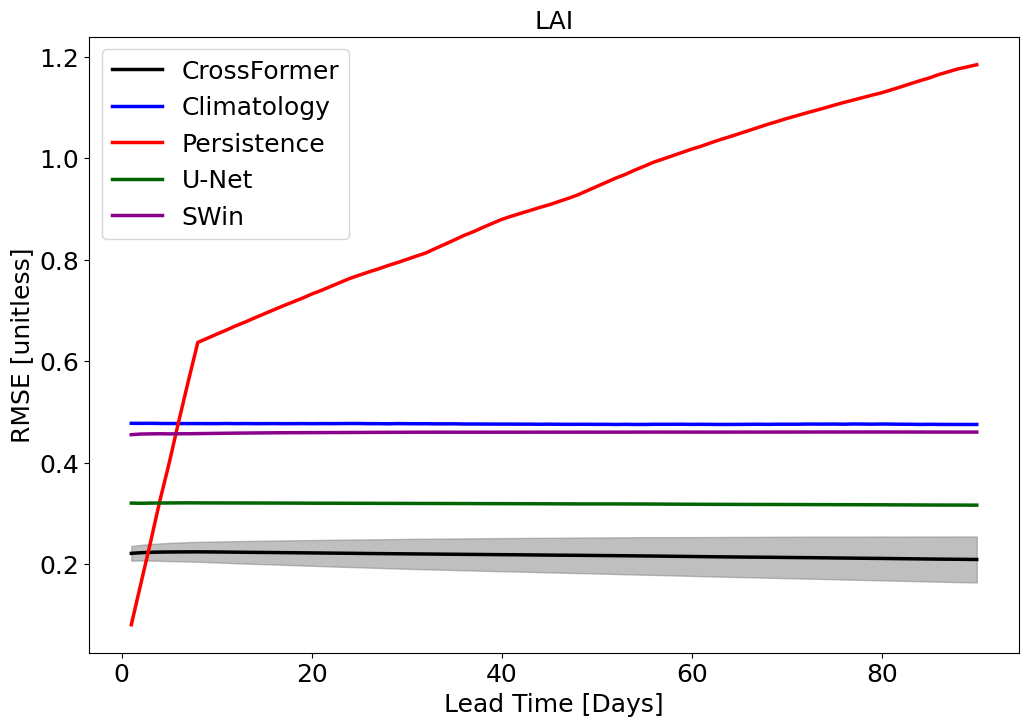 LAI
CrossFormer
Climatology
Persistence
U-Net
SWin
RMSE [unitless]
1.2
1.0
0.8
0.6
0.4
0.2
0 20 40 60 80
Lead Time [Days]